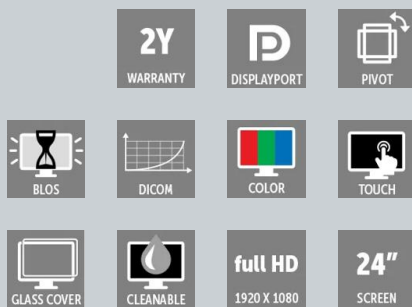 2Y
WARRANTY
DISPLAYPORT
PIVOT
BLOS
DICOM
COLOR
TOUCH
GLASS COVER
CLEANABLE
full HD
1920 X 1080
24"
SCREEN